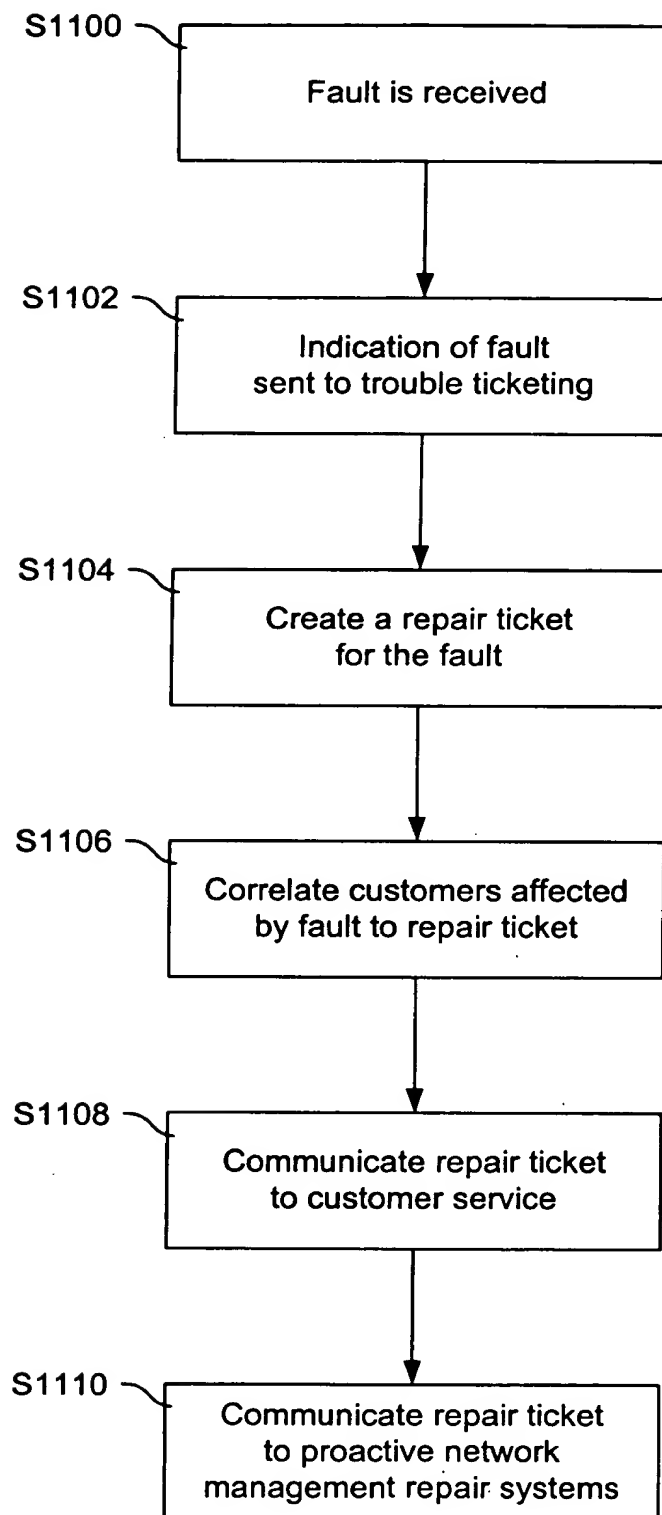 S1100
Fault is received
S1102
Indication of fault
sent to trouble ticketing
S1104
Create a repair ticket
for the fault
S1106
Correlate customers affected
by fault to repair ticket
S1108
Communicate repair ticket
to customer service
S1110
Communicate repair ticket
to proactive network
management repair systems